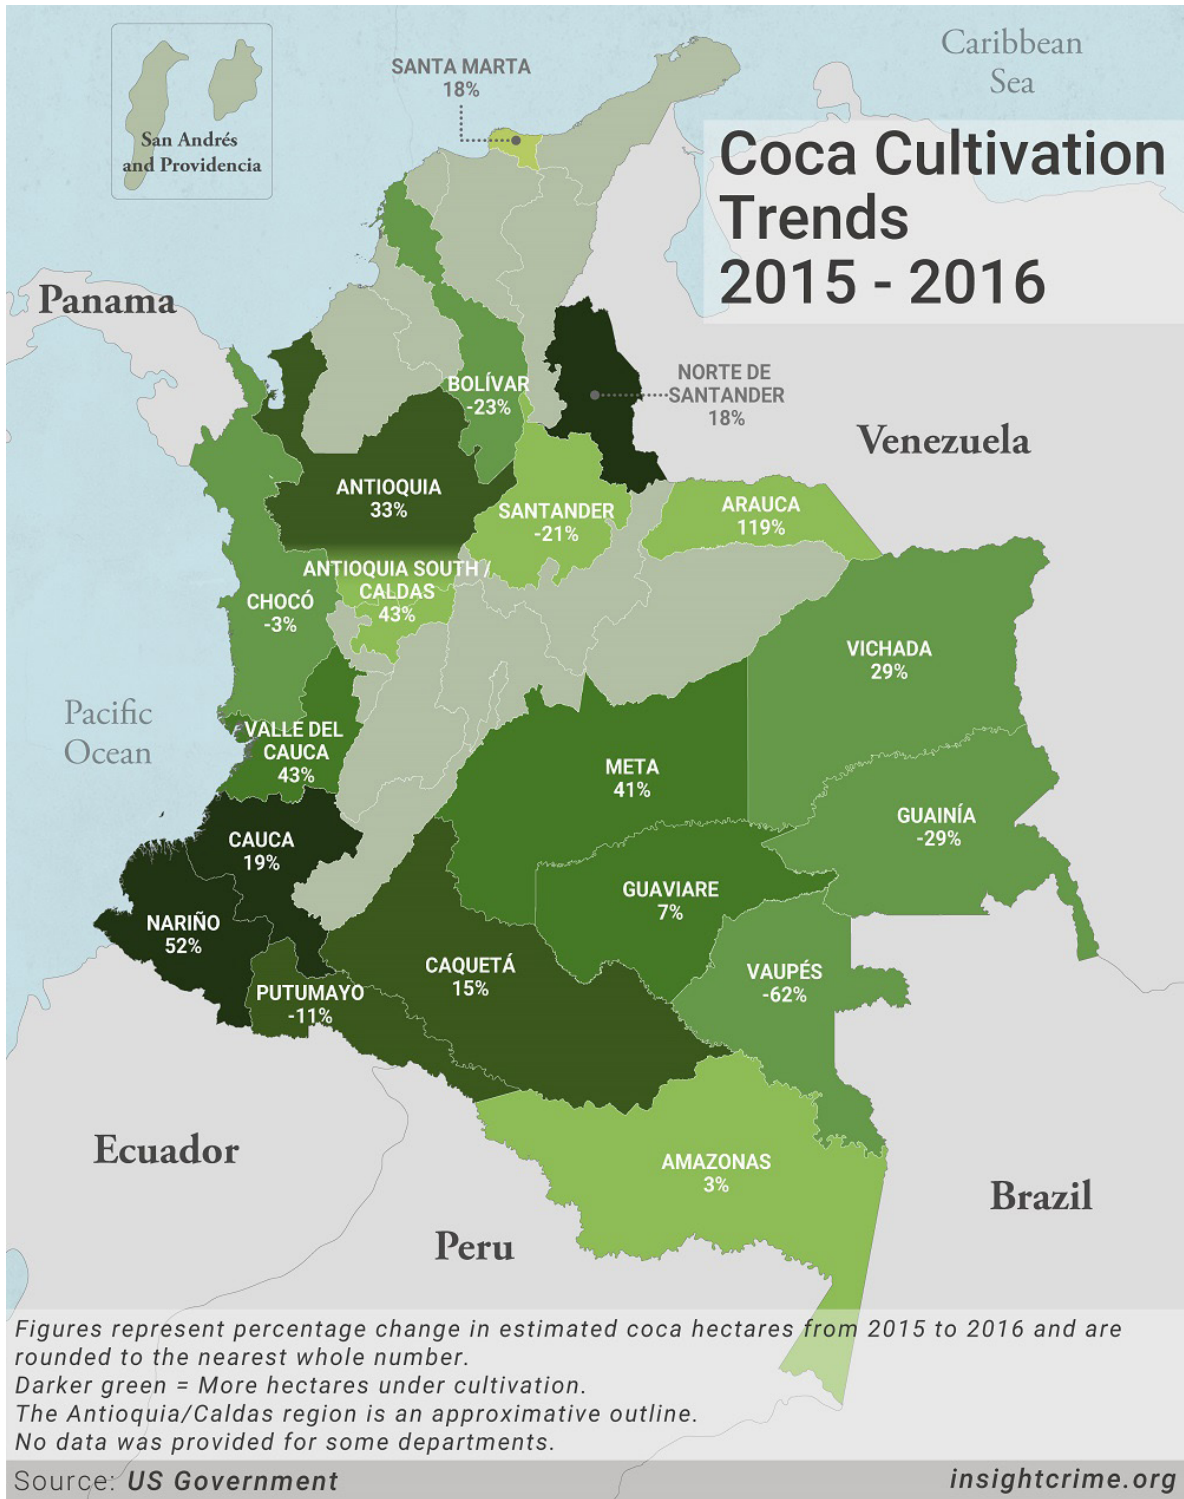 Caribbean
Sea
SANTA MARTA
18%
San Andrés
and Providencia
Coca Cultivation
Trends
2015 - 2016
Panama
NORTE DE
SANTANDER
18%
BOLÍVAR
-23%
Venezuela
ANTIOQUIA
33%
SANTANDER
-21%
ARAUCA
119%
ANTIOQUIA SOUTH /
CALDAS
43%
CHOCÓ
-3%
VICHADA
29%
Pacific
Ocean
VALLE DEL
CAUCA
43%
META
41%
GUAINÍA
-29%
CAUCA
19%
GUAVIARE
7%
NARIÑO
52%
CAQUETÁ
15%
VAUPÉS
-62%
PUTUMAYO
-11%
Ecuador
AMAZONAS
3%
Brazil
Peru
Figures represent percentage change in estimated coca hectares from 2015 to 2016 and are
rounded to the nearest whole number.
Darker green = More hectares under cultivation.
The Antioquia/Caldas region is an approximative outline.
No data was provided for some departments.
Source: US Government
insightcrime.org